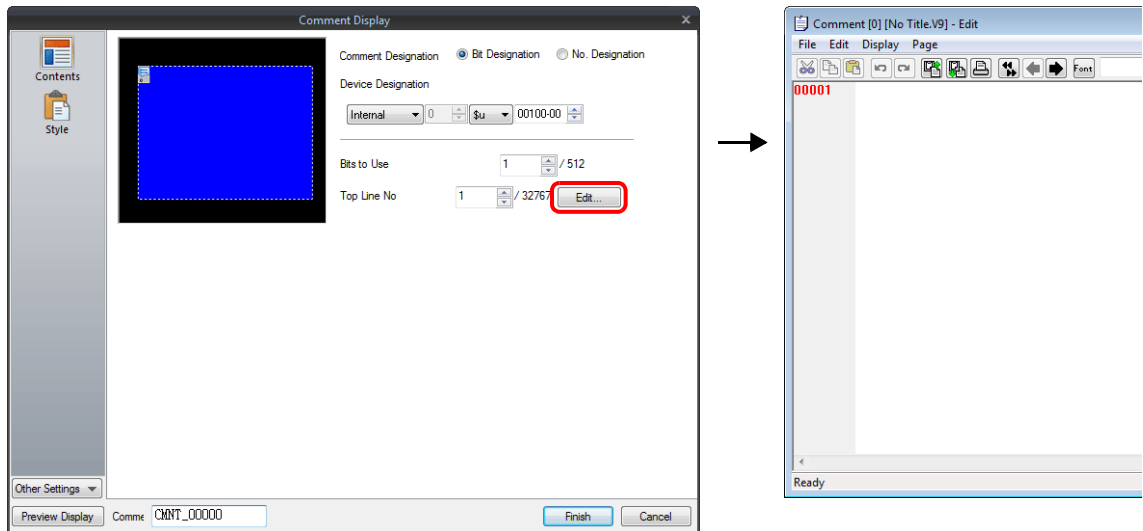 Comment Display
x
Contents
Style
Comment Designation Bit Designation No. Designation
Device Designation
Internal 0 $u 00100-00
Bits to Use 1 / 512
Top Line No 1 / 32767 Edit...
Other Settings
Preview Display Comme CMNT_00000 Finish Cancel
Comment [0] [No Title.V9] - Edit
File Edit Display Page
Font
00001
Ready